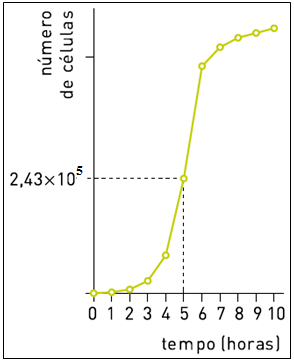 número
de células
2,43×10⁵
0 1 2 3 4 5 6 7 8 9 10
tempo (horas)